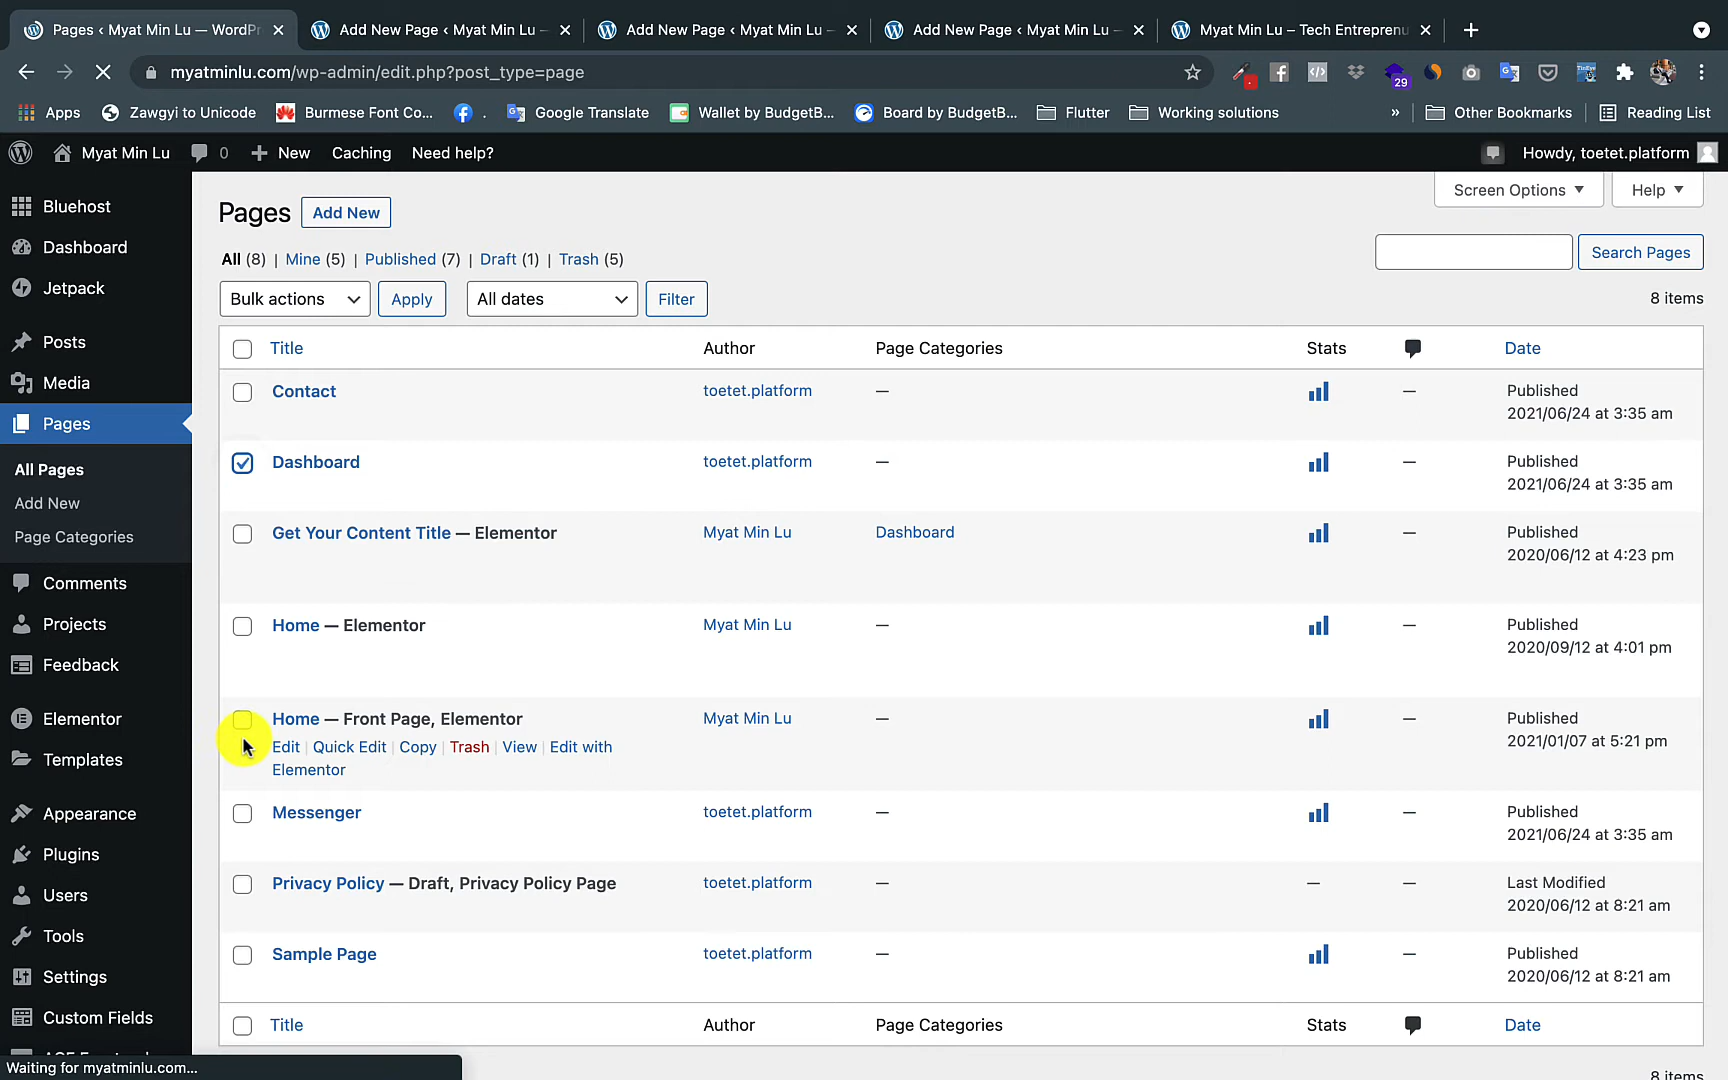 Pages ‹ Myat Min Lu — WordPr
Add New Page ‹ Myat Min Lu –
Add New Page ‹ Myat Min Lu –
Add New Page ‹ Myat Min Lu –
Myat Min Lu – Tech Entreprenu
myatminlu.com/wp-admin/edit.php?post_type=page
29
Apps
Zawgyi to Unicode
Burmese Font Co...
.
Google Translate
Wallet by BudgetB...
Board by BudgetB...
Flutter
Working solutions
»
Other Bookmarks
Reading List
Myat Min Lu
0
New
Caching
Need help?
Howdy, toetet.platform
Bluehost
Dashboard
Jetpack
Posts
Media
Pages
All Pages
Add New
Page Categories
Comments
Projects
Feedback
Elementor
Templates
Appearance
Plugins
Users
Tools
Settings
Custom Fields
Waiting for myatminlu.com...
Screen Options
Help
Pages
Add New
All (8) | Mine (5) | Published (7) | Draft (1) | Trash (5)
Search Pages
Bulk actions
Apply
All dates
Filter
8 items
Title Author Page Categories Stats Date
Contact toetet.platform — — Published
2021/06/24 at 3:35 am
Dashboard toetet.platform — — Published
2021/06/24 at 3:35 am
Get Your Content Title — Elementor Myat Min Lu Dashboard — Published
2020/06/12 at 4:23 pm
Home — Elementor Myat Min Lu — — Published
2020/09/12 at 4:01 pm
Home — Front Page, Elementor Myat Min Lu — — Published
2021/01/07 at 5:21 pm
Edit | Quick Edit | Copy | Trash | View | Edit with
Elementor
Messenger toetet.platform — — Published
2021/06/24 at 3:35 am
Privacy Policy — Draft, Privacy Policy Page toetet.platform — — — Last Modified
2020/06/12 at 8:21 am
Sample Page toetet.platform — — Published
2020/06/12 at 8:21 am
Title Author Page Categories Stats Date
8 items